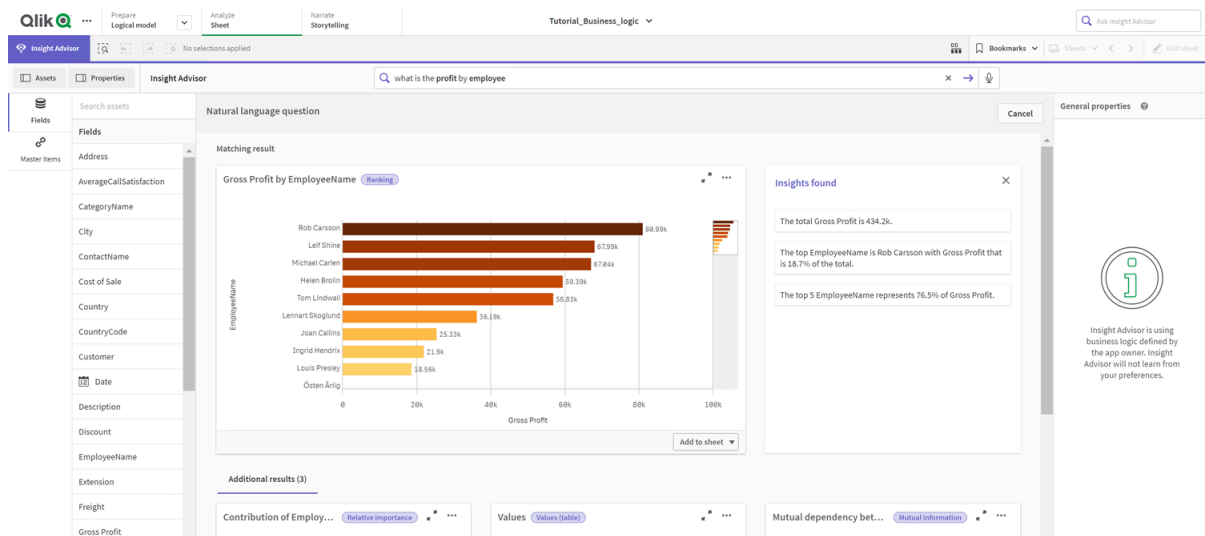 Qlik
Prepare
Logical model
Analyze
Sheet
Narrate
Storytelling
Tutorial_Business_logic
Ask Insight Advisor
Insight Advisor
No selections applied
Bookmarks
Sheets
Edit sheet
Assets
Properties
Insight Advisor
what is the profit by employee
Fields
Master items
Search assets
Fields
Address
AverageCallSatisfaction
CategoryName
City
ContactName
Cost of Sale
Country
CountryCode
Customer
Date
Description
Discount
EmployeeName
Extension
Freight
Gross Profit
Natural language question
Cancel
Matching result
Gross Profit by EmployeeName Ranking
EmployeeName
Rob Carsson 80.99k
Leif Shine 67.99k
Michael Carlen 67.04k
Helen Brolin 59.39k
Tom Lindwall 56.83k
Lennart Skoglund 36.19k
Joan Callins 25.33k
Ingrid Hendrix 21.9k
Louis Presley 18.56k
Östen Ärlig
0 20k 40k 60k 80k 100k
Gross Profit
Add to sheet
Insights found
The total Gross Profit is 434.2k.
The top EmployeeName is Rob Carsson with Gross Profit that
is 18.7% of the total.
The top 5 EmployeeName represents 76.5% of Gross Profit.
Additional results (3)
Contribution of Employ... Relative importance
Values Values (table)
Mutual dependency bet... Mutual information
General properties
Insight Advisor is using
business logic defined by
the app owner. Insight
Advisor will not learn from
your preferences.